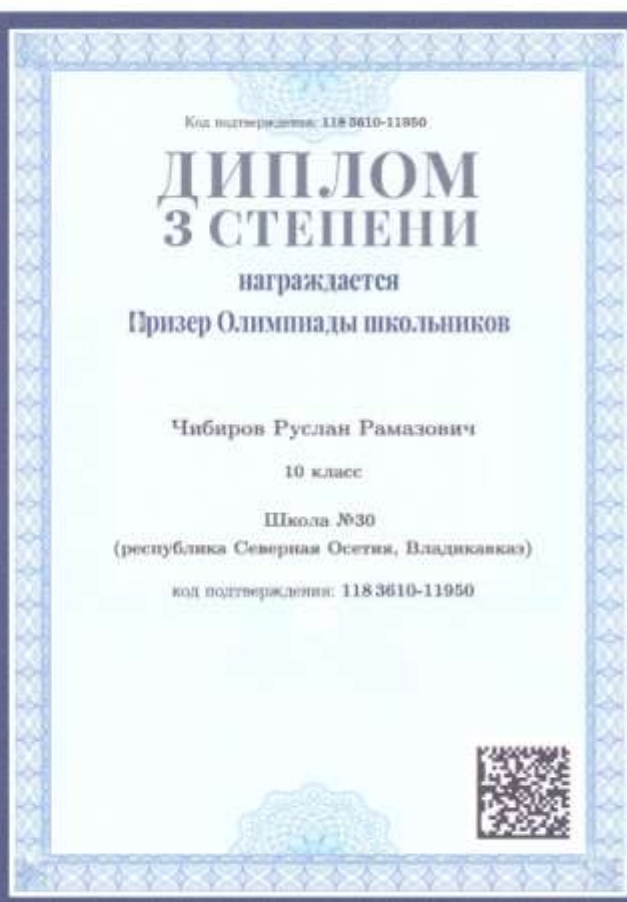 Код подтверждения: 118 3610-11950
ДИПЛОМ
3 СТЕПЕНИ
награждается
Призер Олимпиады школьников
Чибиров Руслан Рамазович
10 класс
Школа №30
(республика Северная Осетия, Владикавказ)
код подтверждения: 118 3610-11950